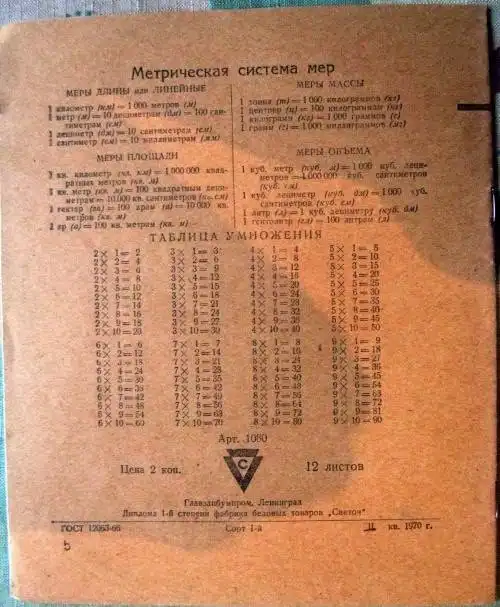 Метрическая система мер
МЕРЫ ДЛИНЫ или ЛИНЕЙНЫЕ
1 километр (км) = 1 000 метров (м)
1 метр (м) = 10 дециметрам (дм) = 100 сан-
тиметрам (см)
1 дециметр (дм) = 10 сантиметрам (см)
1 сантиметр (см) = 10 миллиметрам (мм)
МЕРЫ ПЛОЩАДИ
1 кв. километр (кв. км) = 1 000 000 квад-
ратных метров (кв. м)
1 кв. метр (кв. м) = 100 квадратным деци-
метрам = 10.000 кв. сантиметров (кв. см)
1 гектар (га) = 100 арам (а) = 10 000 кв.
метров (кв. м)
1 ар (а) = 100 кв. метрам (кв. м)
МЕРЫ МАССЫ
1 тонна (т) = 1 000 килограммов (кг)
1 центнер (ц) = 100 килограммам (кг)
1 килограмм (кг) = 1 000 граммов (г)
1 грамм (г) = 1 000 миллиграммов (мг)
МЕРЫ ОБЪЕМА
1 куб. метр (куб. м) = 1 000 куб. деци-
метров = 1.000 000 куб. сантиметров
(куб. см)
1 куб. дециметр (куб. дм) = 1 000 куб.
сантиметров (куб. см)
1 литр (л) = 1 куб. дециметру (куб. дм)
1 гектолитр (гл) = 100 литрам (л)
ТАБЛИЦА УМНОЖЕНИЯ
2 × 1 = 2 3 × 1 = 3 4 × 1 = 4 5 × 1 = 5
2 × 2 = 4 3 × 2 = 6 4 × 2 = 8 5 × 2 = 10
2 × 3 = 6 3 × 3 = 9 4 × 3 = 12 5 × 3 = 15
2 × 4 = 8 3 × 4 = 12 4 × 4 = 16 5 × 4 = 20
2 × 5 = 10 3 × 5 = 15 4 × 5 = 20 5 × 5 = 25
2 × 6 = 12 3 × 6 = 18 4 × 6 = 24 5 × 6 = 30
2 × 7 = 14 3 × 7 = 21 4 × 7 = 28 5 × 7 = 35
2 × 8 = 16 3 × 8 = 24 4 × 8 = 32 5 × 8 = 40
2 × 9 = 18 3 × 9 = 27 4 × 9 = 36 5 × 9 = 45
2 × 10 = 20 3 × 10 = 30 4 × 10 = 40 5 × 10 = 50
6 × 1 = 6 7 × 1 = 7 8 × 1 = 8 9 × 1 = 9
6 × 2 = 12 7 × 2 = 14 8 × 2 = 16 9 × 2 = 18
6 × 3 = 18 7 × 3 = 21 8 × 3 = 24 9 × 3 = 27
6 × 4 = 24 7 × 4 = 28 8 × 4 = 32 9 × 4 = 36
6 × 5 = 30 7 × 5 = 35 8 × 5 = 40 9 × 5 = 45
6 × 6 = 36 7 × 6 = 42 8 × 6 = 48 9 × 6 = 54
6 × 7 = 42 7 × 7 = 49 8 × 7 = 56 9 × 7 = 63
6 × 8 = 48 7 × 8 = 56 8 × 8 = 64 9 × 8 = 72
6 × 9 = 54 7 × 9 = 63 8 × 9 = 72 9 × 9 = 81
6 × 10 = 60 7 × 10 = 70 8 × 10 = 80 9 × 10 = 90
Арт. 1080
С
Цена 2 коп. 12 листов
Главзолбумпром, Ленинград
Диплома 1-й степени фабрика беловых товаров „Светоч"
ГОСТ 12063-66 Сорт 1-й II кв. 1970 г.
5